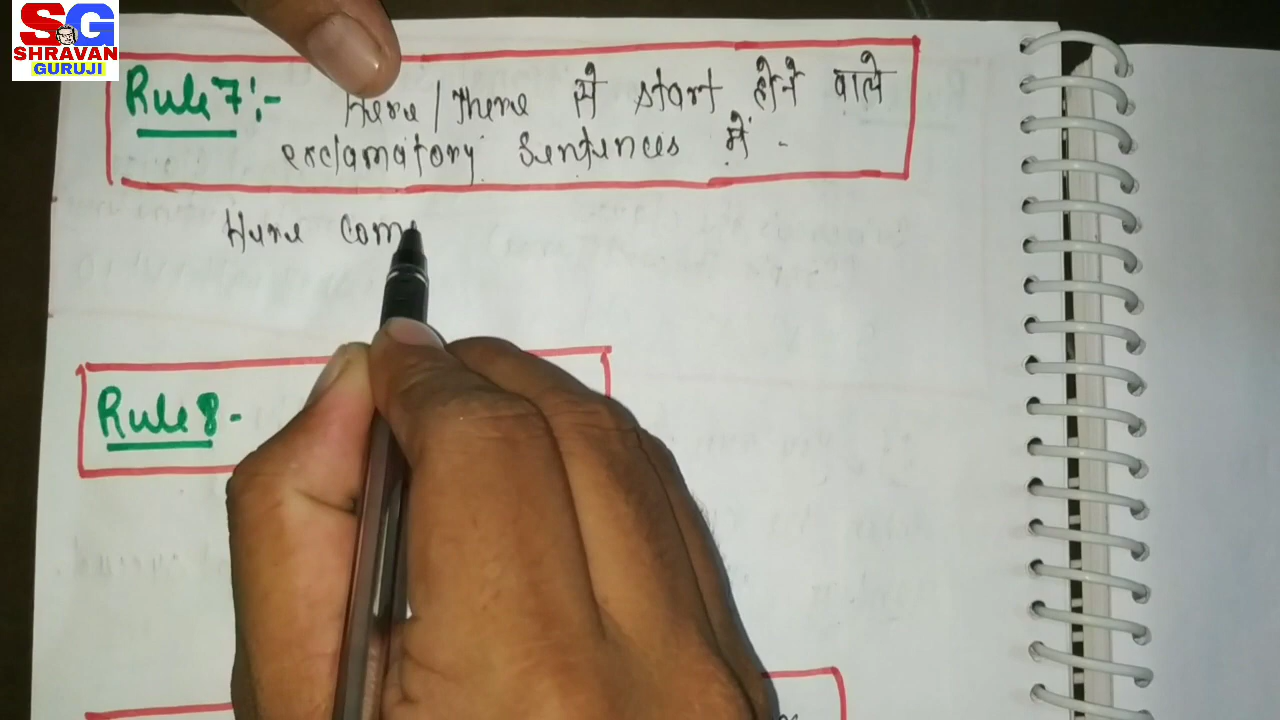 SG
SHRAVAN
GURUJI
Rule 7:- Here/There से start होने वाले
exclamatory sentences में -
Here com
Rule 8-